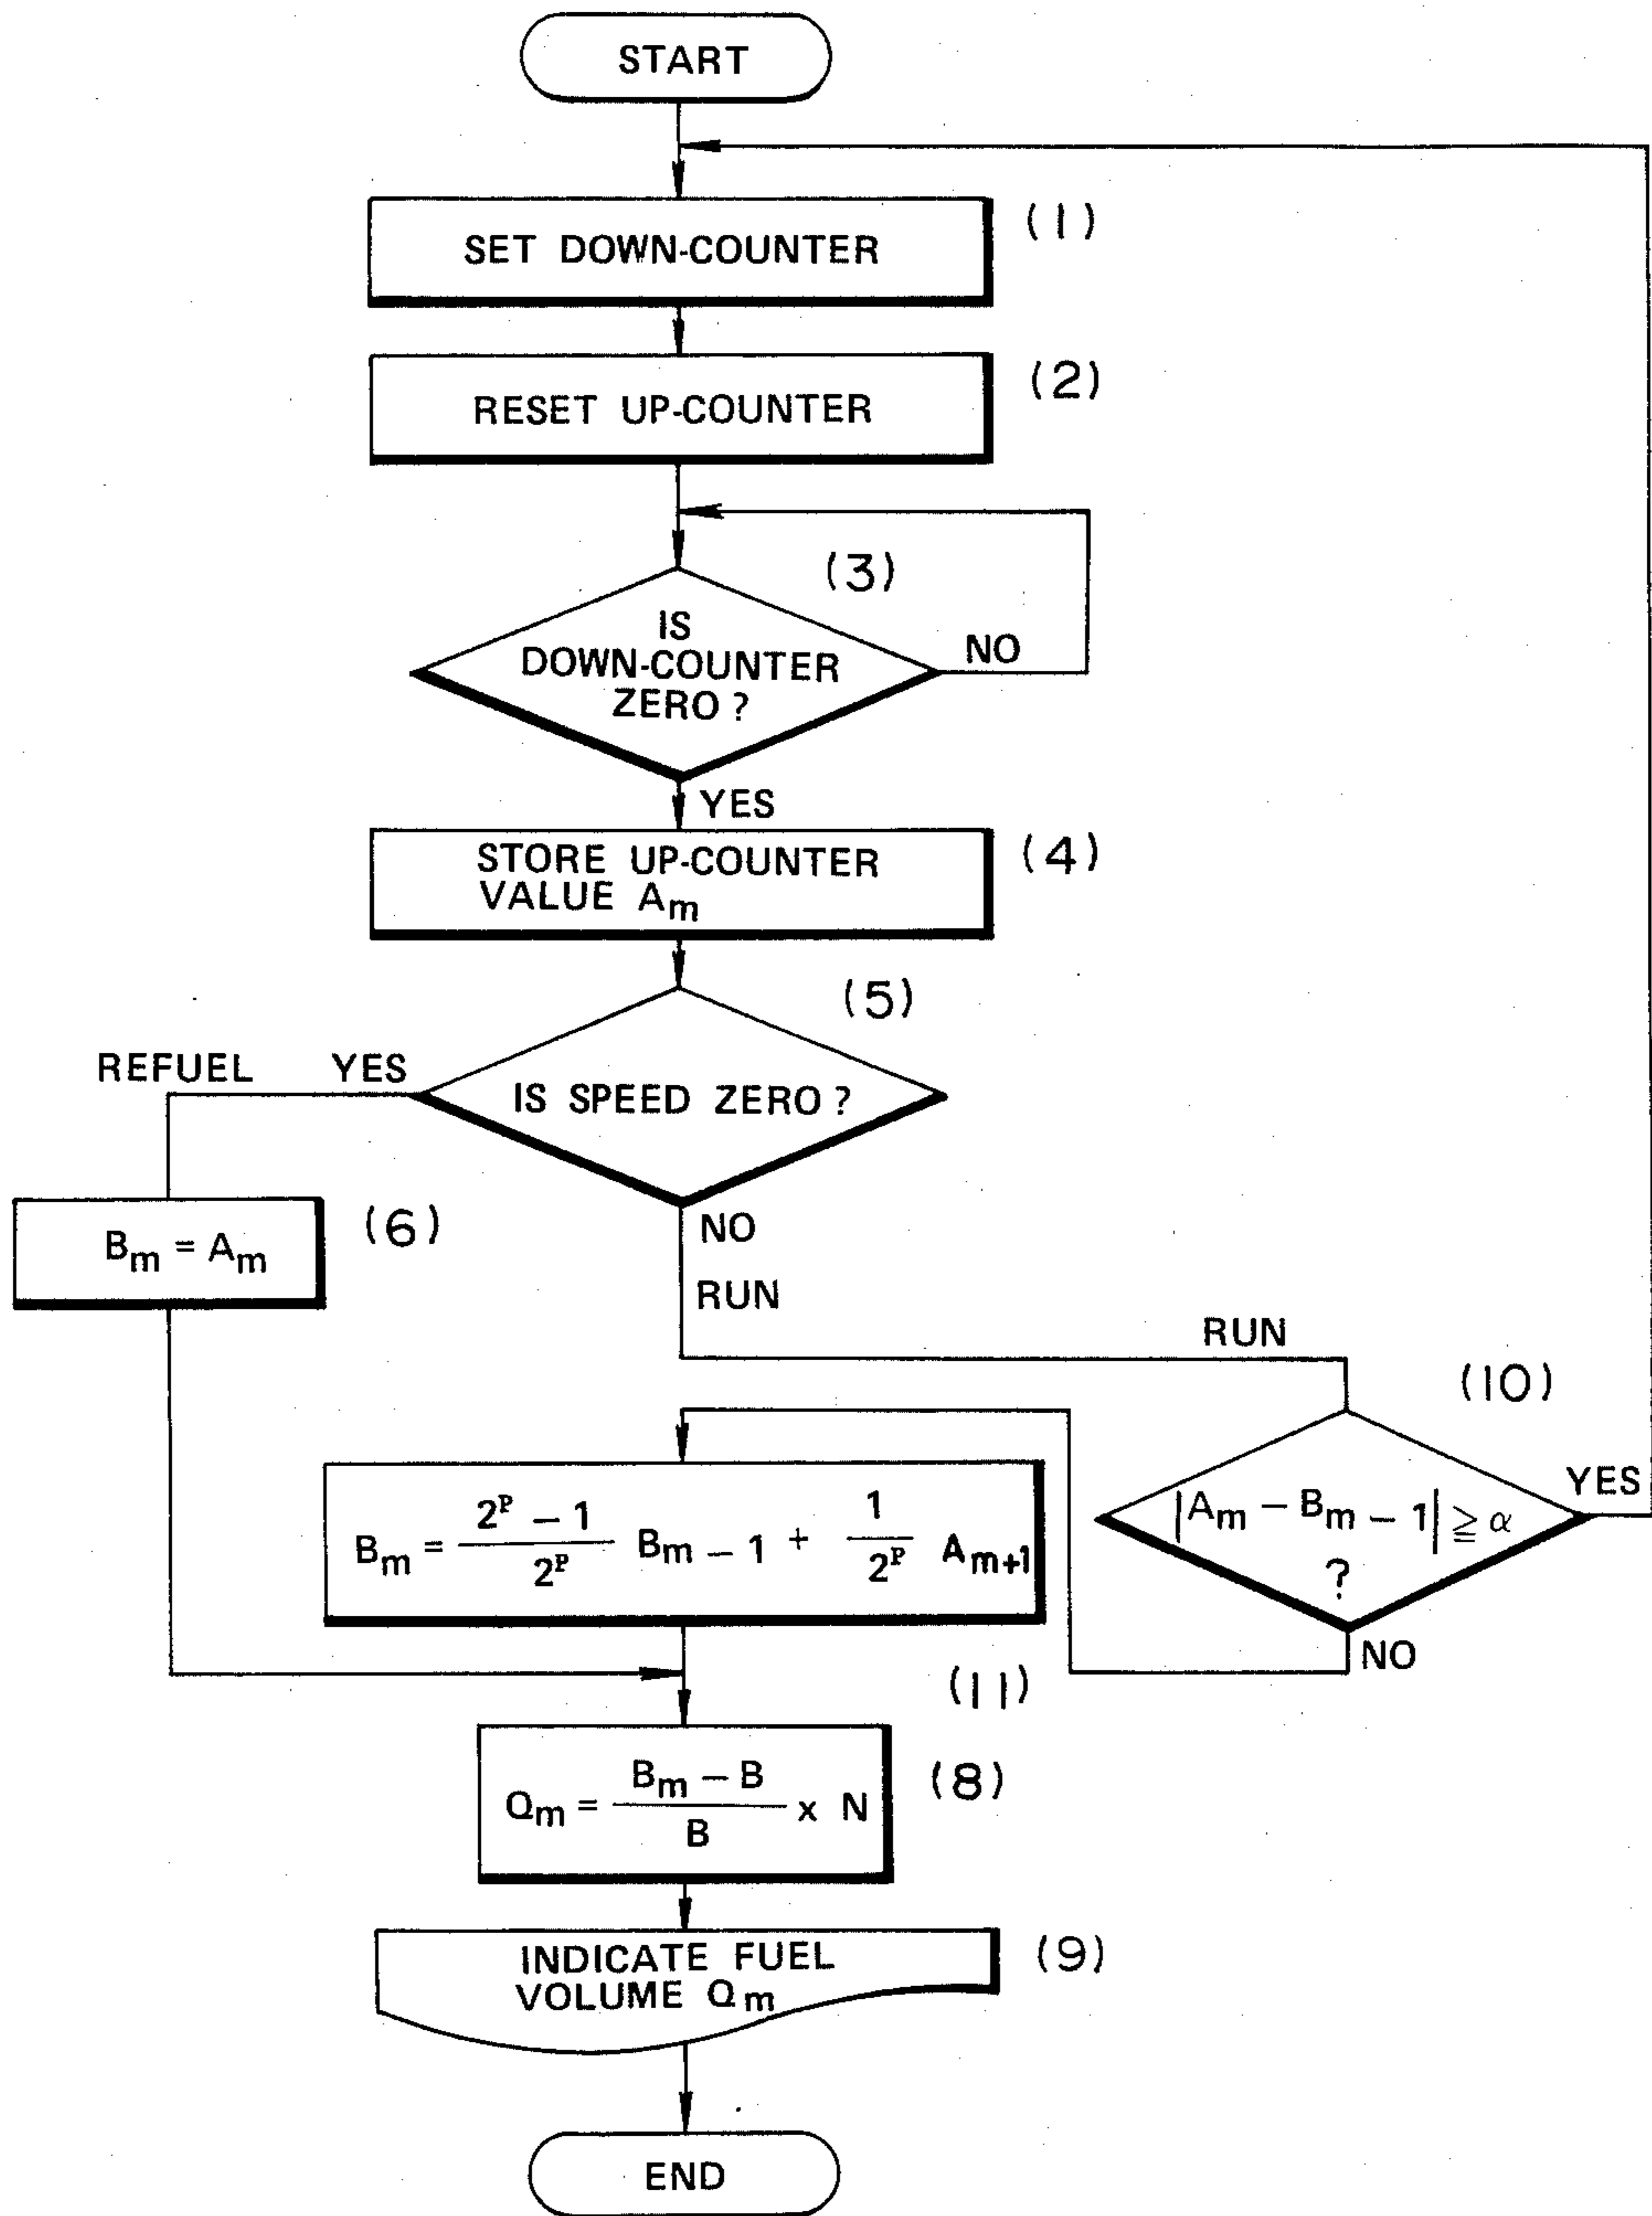 START
SET DOWN-COUNTER
(1)
RESET UP-COUNTER
(2)
(3)
IS
DOWN-COUNTER
ZERO ?
NO
YES
STORE UP-COUNTER
VALUE Aₘ
(4)
(5)
REFUEL YES
IS SPEED ZERO ?
Bₘ = Aₘ
(6)
NO
RUN
RUN
(10)
|Aₘ − Bₘ₋₁| ≧ α
?
YES
NO
Bₘ = (2ᴾ − 1)/2ᴾ Bₘ₋₁ + 1/2ᴾ Aₘ₊₁
(11)
Qₘ = (Bₘ − B)/B x N
(8)
INDICATE FUEL
VOLUME Qₘ
(9)
END